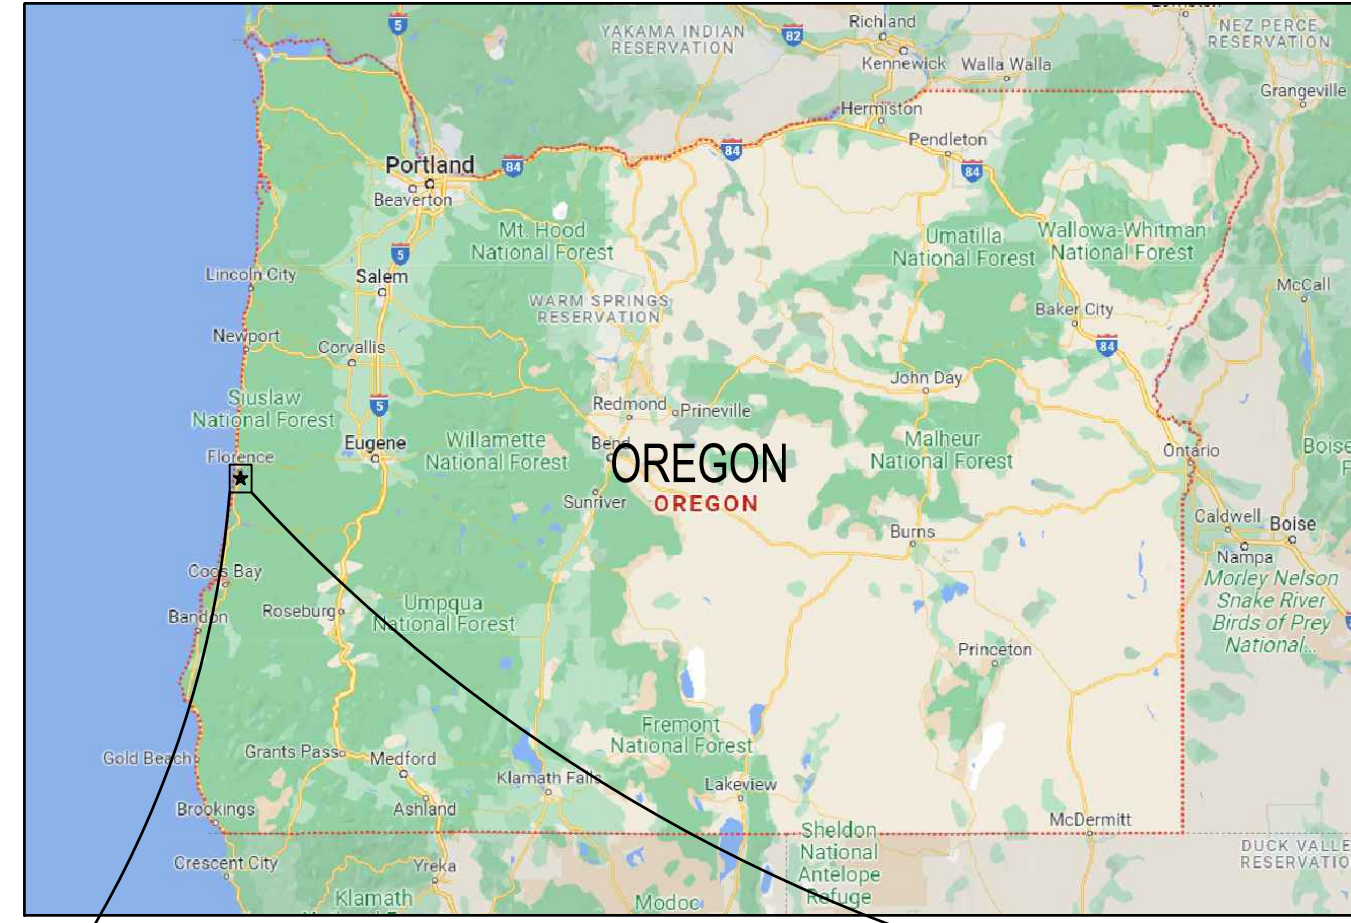 5
YAKAMA INDIAN
RESERVATION
82
Richland
NEZ PERCE
RESERVATION
Kennewick
Walla Walla
Grangeville
Hermiston
Portland
84
84
Pendleton
84
Beaverton
Mt. Hood
National Forest
Umatilla
National Forest
Wallowa-Whitman
National Forest
5
Lincoln City
Salem
McCall
WARM SPRINGS
RESERVATION
Baker City
Newport
Corvallis
84
John Day
Siuslaw
National Forest
5
Redmond
Prineville
Eugene
Willamette
National Forest
Bend
OREGON
Malheur
National Forest
Ontario
Boise
Florence
Sunriver
OREGON
Burns
Caldwell
Boise
Nampa
Coos Bay
Morley Nelson
Snake River
Birds of Prey
National...
Bandon
Roseburg
Umpqua
National Forest
Princeton
Fremont
National Forest
Gold Beach
Grants Pass
Medford
Klamath Falls
Lakeview
Brookings
Ashland
McDermitt
Sheldon
National
Antelope
Refuge
Crescent City
Yreka
DUCK VALLE
RESERVATIO
Klamath
Modoc